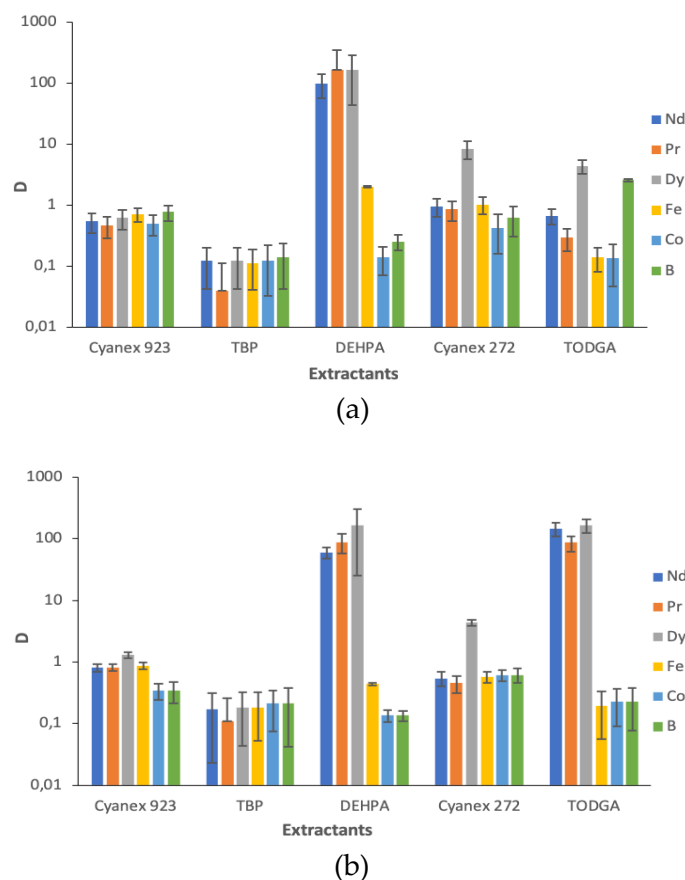 1000
100
10
1
0,1
0,01
D
Cyanex 923 TBP DEHPA Cyanex 272 TODGA
Extractants
Nd
Pr
Dy
Fe
Co
B
(a)
1000
100
10
1
0,1
0,01
D
Cyanex 923 TBP DEHPA Cyanex 272 TODGA
Extractants
Nd
Pr
Dy
Fe
Co
B
(b)